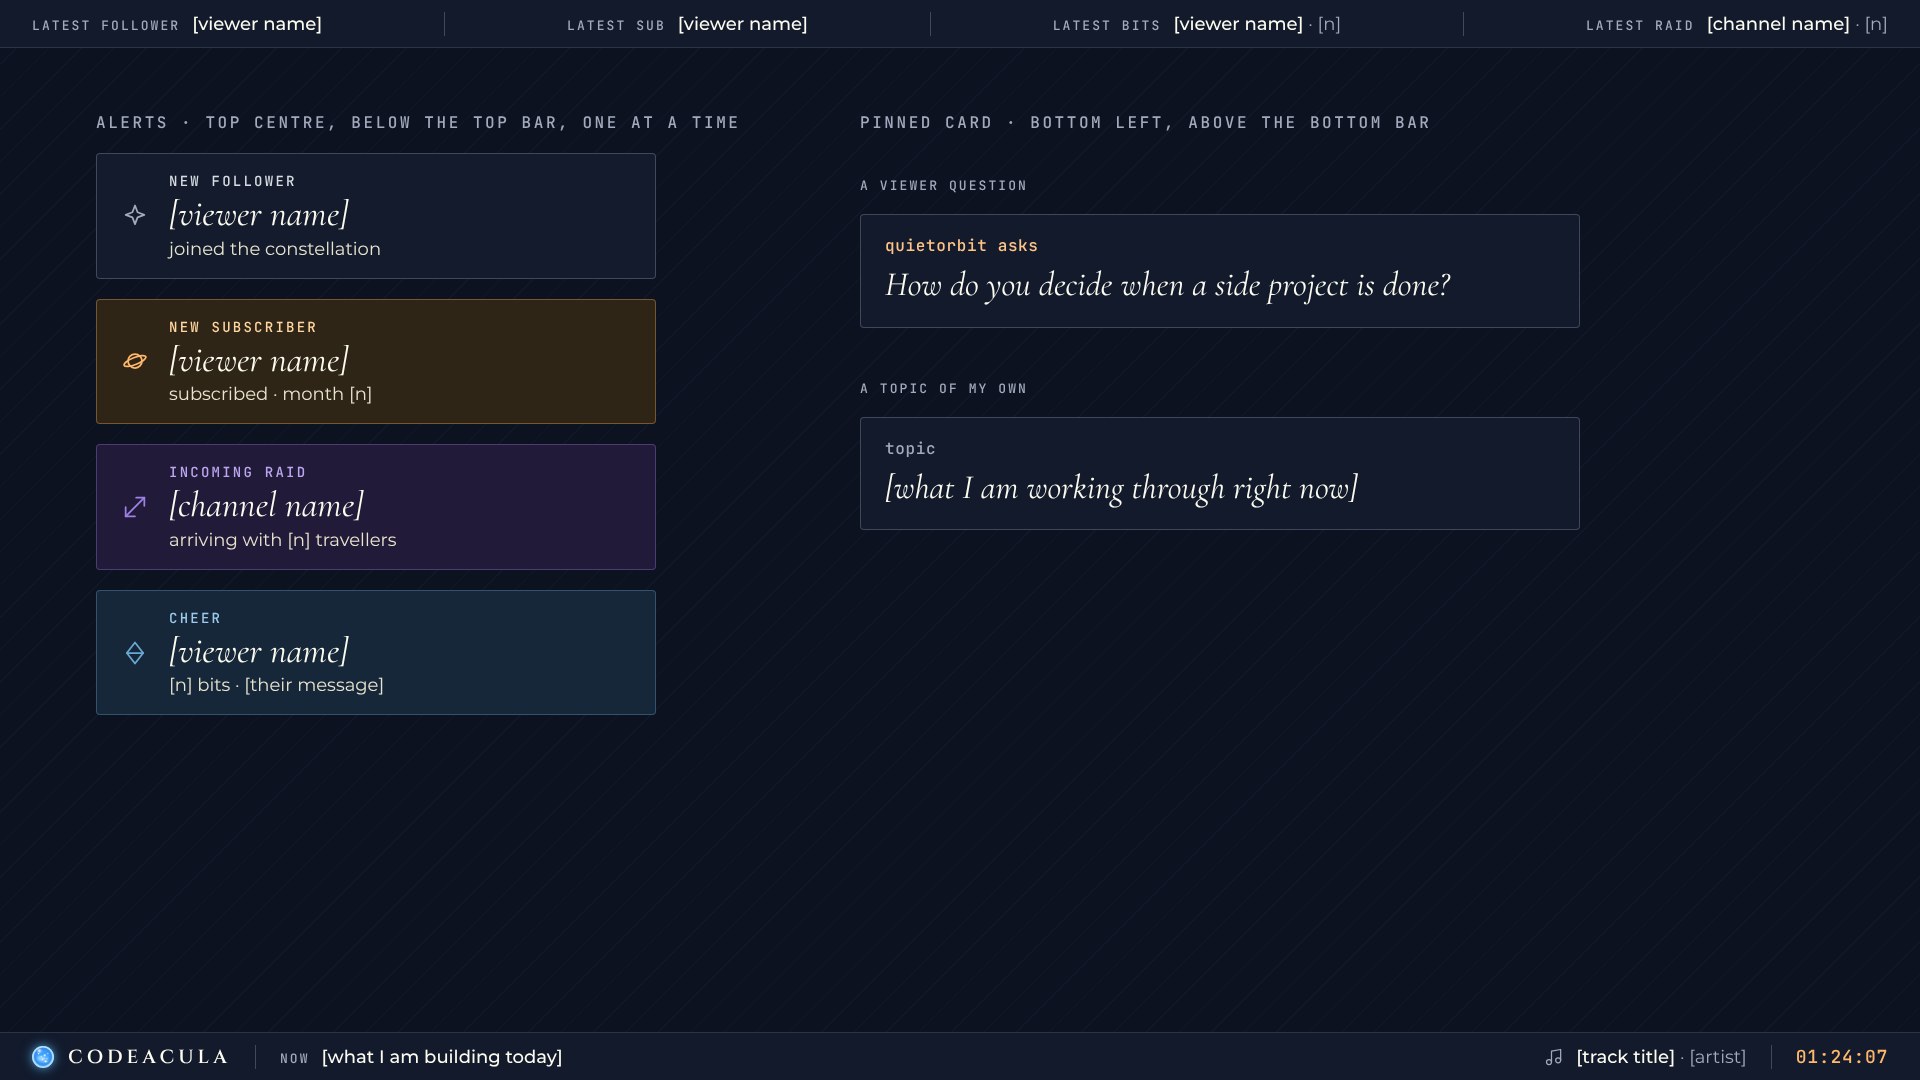 LATEST FOLLOWER [viewer name]
LATEST SUB [viewer name]
LATEST BITS [viewer name] · [n]
LATEST RAID [channel name] · [n]
ALERTS · TOP CENTRE, BELOW THE TOP BAR, ONE AT A TIME
NEW FOLLOWER
[viewer name]
joined the constellation
NEW SUBSCRIBER
[viewer name]
subscribed · month [n]
INCOMING RAID
[channel name]
arriving with [n] travellers
CHEER
[viewer name]
[n] bits · [their message]
PINNED CARD · BOTTOM LEFT, ABOVE THE BOTTOM BAR
A VIEWER QUESTION
quietorbit asks
How do you decide when a side project is done?
A TOPIC OF MY OWN
topic
[what I am working through right now]
CODEACULA
NOW [what I am building today]
[track title] · [artist]
01:24:07